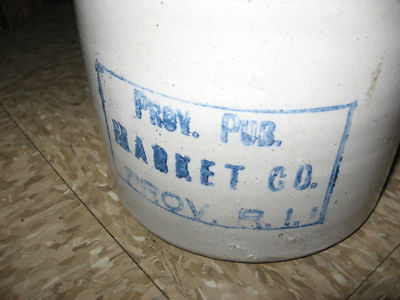 PROV. PUB.
MARKET CO.
PROV. R.I.